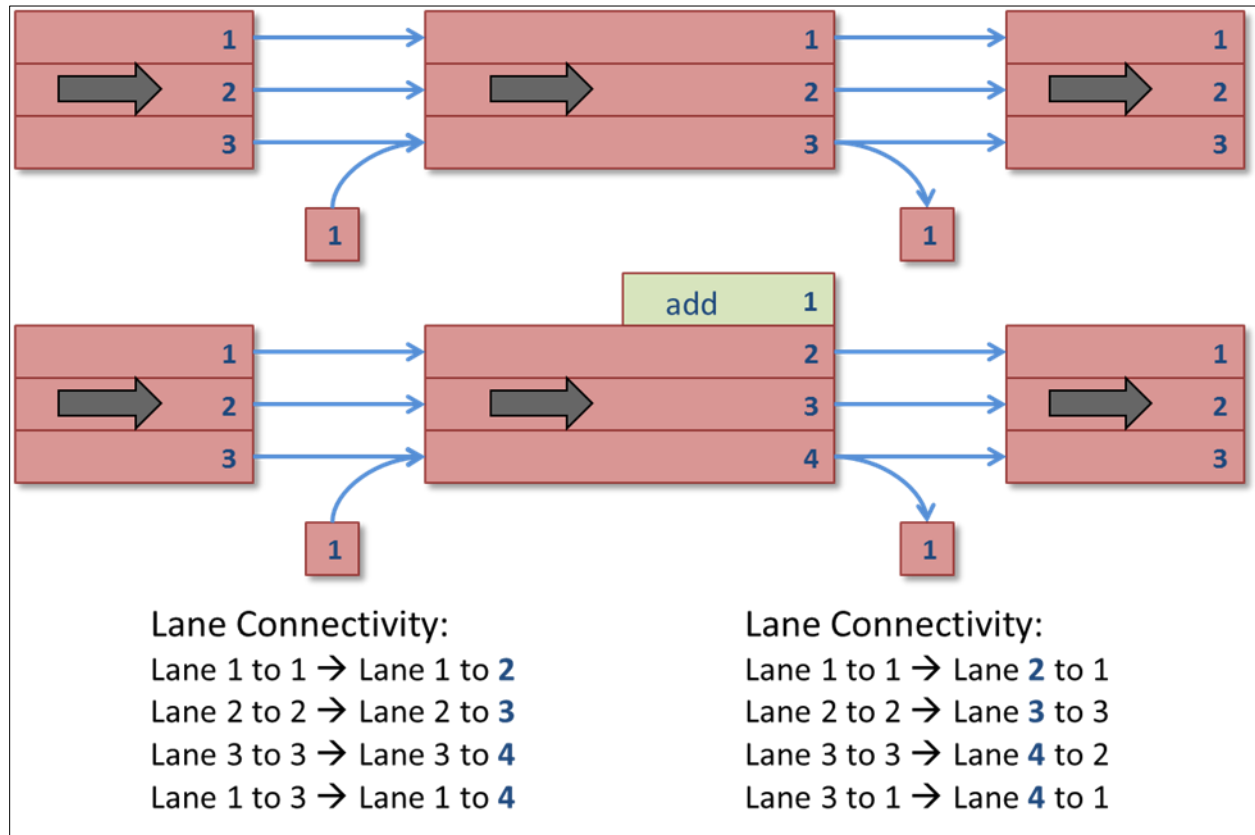 1 1 1
2 2 2
3 3 3
1 1
add 1
1 2 1
2 3 2
3 4 3
1 1
Lane Connectivity: Lane Connectivity:
Lane 1 to 1 → Lane 1 to 2 Lane 1 to 1 → Lane 2 to 1
Lane 2 to 2 → Lane 2 to 3 Lane 2 to 2 → Lane 3 to 3
Lane 3 to 3 → Lane 3 to 4 Lane 3 to 3 → Lane 4 to 2
Lane 1 to 3 → Lane 1 to 4 Lane 3 to 1 → Lane 4 to 1